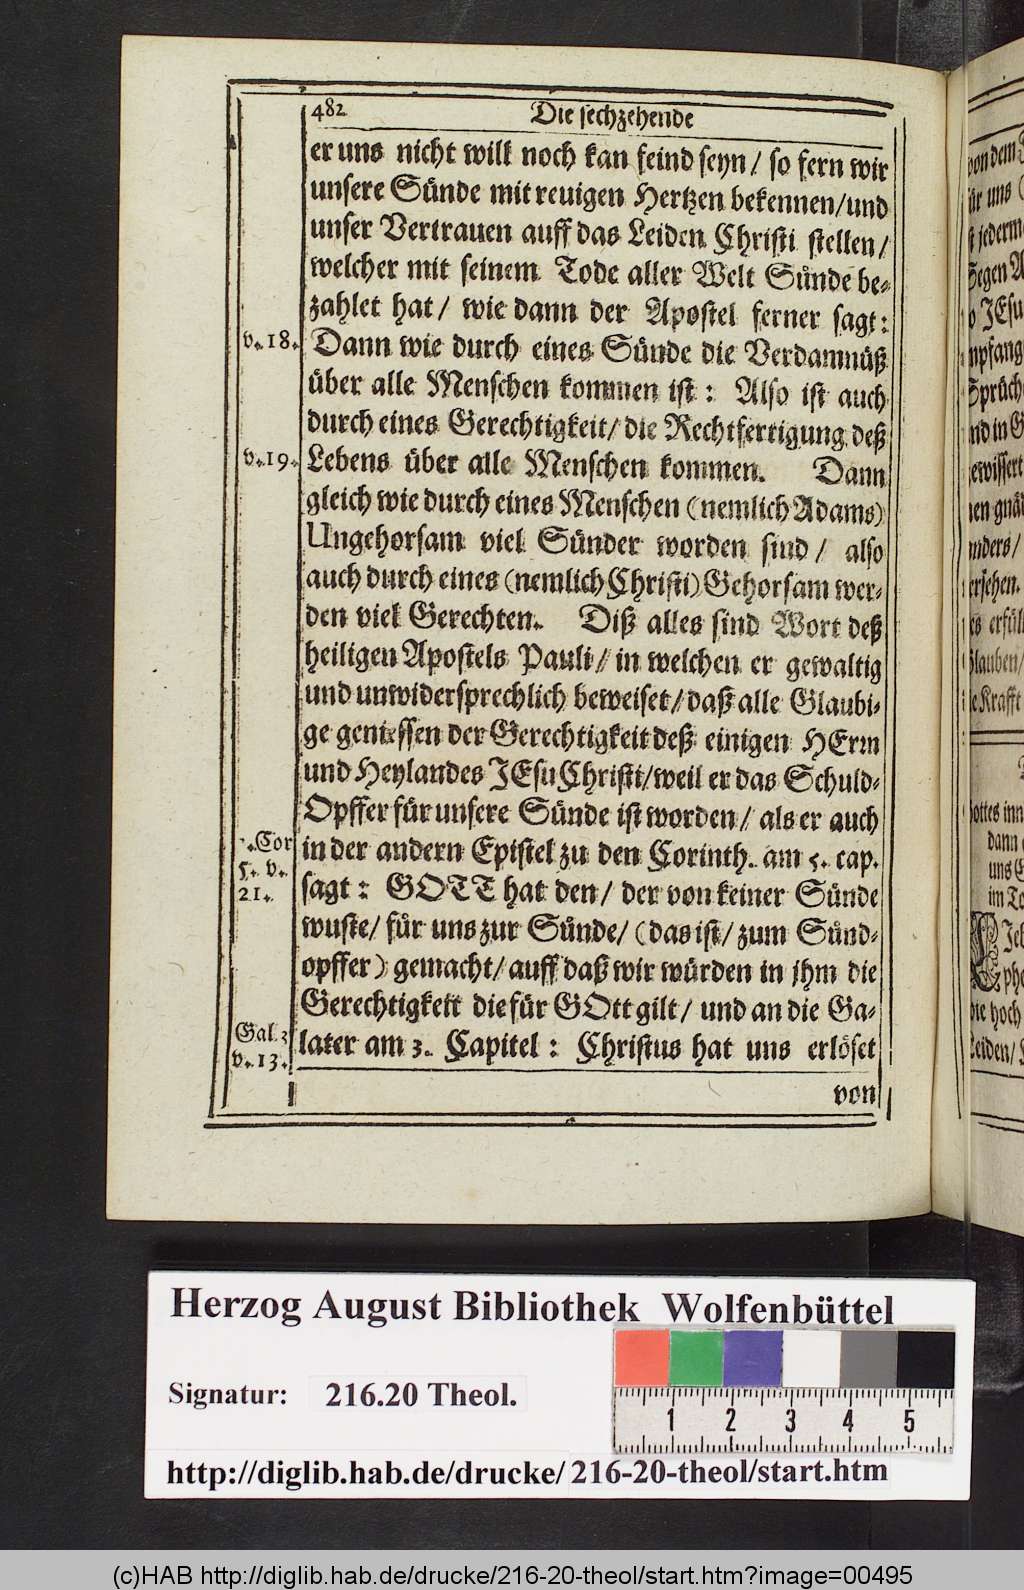 482 Die sechzehende
er uns nicht will noch kan feind seyn / so fern wir
unsere Sünde mit reuigen Hertzen bekennen/und
unser Vertrauen auff das Leiden Christi stellen/
welcher mit seinem Tode aller Welt Sünde be-
zahlet hat / wie dann der Apostel ferner sagt:
v. 18. Dann wie durch eines Sünde die Verdamnüß
über alle Menschen kommen ist : Also ist auch
durch eines Gerechtigkeit/ die Rechtfertigung deß
v. 19. Lebens über alle Menschen kommen. Dann
gleich wie durch eines Menschen (nemlich Adams)
Ungehorsam viel Sünder worden sind / also
auch durch eines (nemlich Christi) Gehorsam wer-
den viel Gerechten. Diß alles sind Wort deß
heiligen Apostels Pauli/ in welchen er gewaltig
und unwidersprechlich beweiset/ daß alle Glaubi-
ge geniessen der Gerechtigkeit deß einigen HErrn
und Heylandes JEsu Christi/weil er das Schuld-
Opffer für unsere Sünde ist worden/ als er auch
Cor in der andern Epistel zu den Corinth. am 5. cap.
5. v. 21. sagt : GOTT hat den/ der von keiner Sünde
wuste/ für uns zur Sünde/ (das ist/ zum Sünd-
opffer) gemacht/ auff daß wir würden in jhm die
Gerechtigkeit die für GOtt gilt/ und an die Ga-
Gal. 3 v. 13. later am 3. Capitel : Christus hat uns erlöset
von
Herzog August Bibliothek Wolfenbüttel
Signatur: 216.20 Theol.
1 2 3 4 5
http://diglib.hab.de/drucke/216-20-theol/start.htm
(c)HAB http://diglib.hab.de/drucke/216-20-theol/start.htm?image=00495